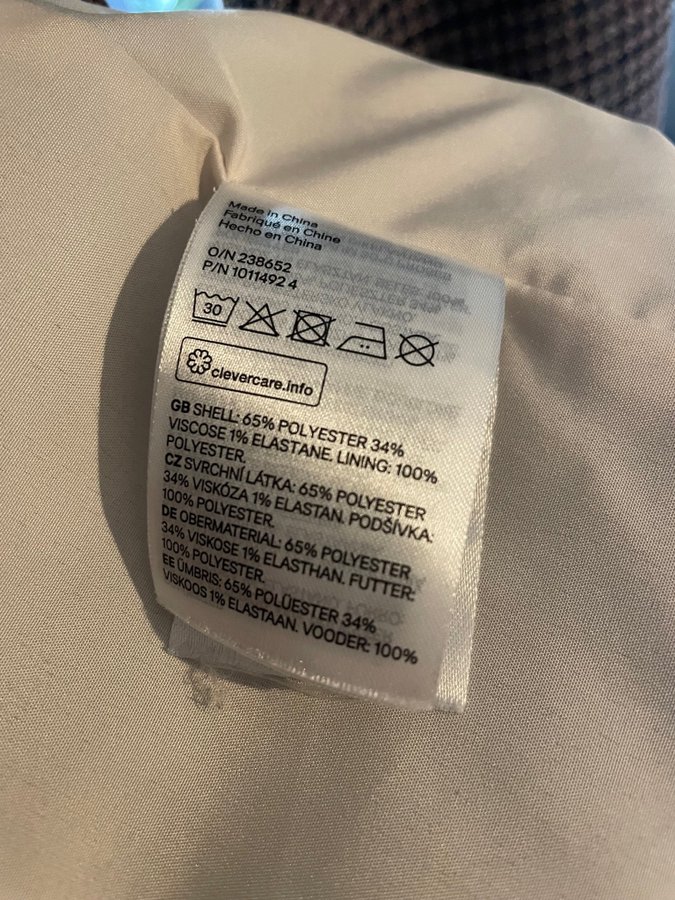 Made in China
Fabriqué en Chine
Hecho en China
O/N 238652
P/N 1011492 4
30
clevercare.info
GB SHELL: 65% POLYESTER 34%
VISCOSE 1% ELASTANE. LINING: 100%
POLYESTER.
CZ SVRCHNÍ LÁTKA: 65% POLYESTER
34% VISKÓZA 1% ELASTAN. PODŠÍVKA:
100% POLYESTER.
DE OBERMATERIAL: 65% POLYESTER
34% VISKOSE 1% ELASTHAN. FUTTER:
100% POLYESTER.
EE ÜMBRIS: 65% POLÜESTER 34%
VISKOOS 1% ELASTAAN. VOODER: 100%